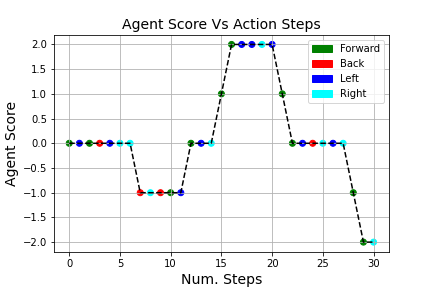 Agent Score Vs Action Steps
Agent Score
2.0
1.5
1.0
0.5
0.0
−0.5
−1.0
−1.5
−2.0
Forward
Back
Left
Right
0 5 10 15 20 25 30
Num. Steps